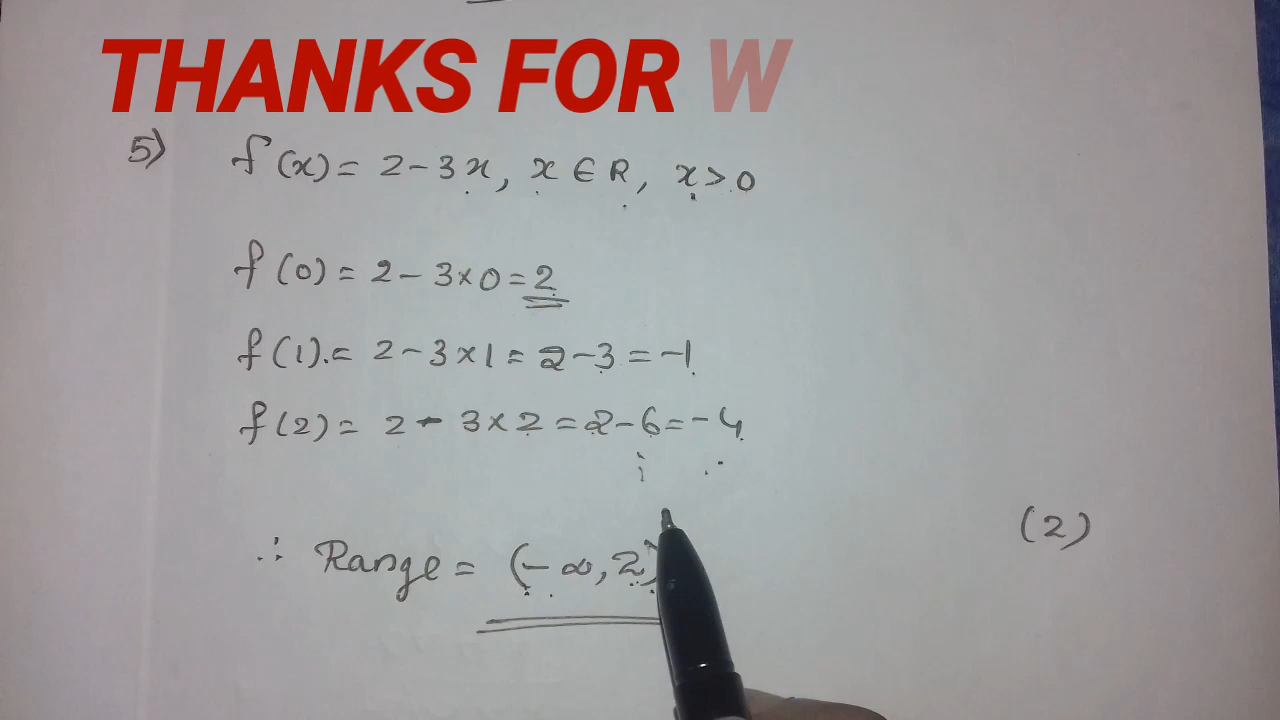 THANKS FOR W
5) f(x) = 2 - 3x, x ∈ R, x > 0
f(0) = 2 - 3×0 = 2
f(1) = 2 - 3×1 = 2 - 3 = -1
f(2) = 2 - 3×2 = 2 - 6 = -4
∴ Range = (-∞, 2)
(2)